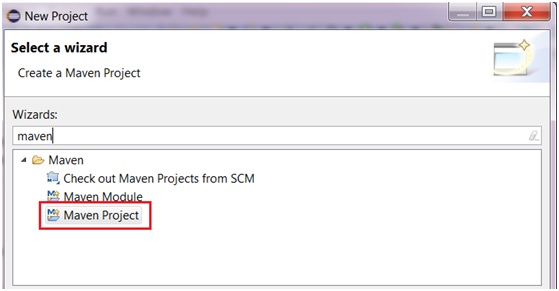 New Project
Select a wizard
Create a Maven Project
Wizards:
maven
Maven
Check out Maven Projects from SCM
Maven Module
Maven Project